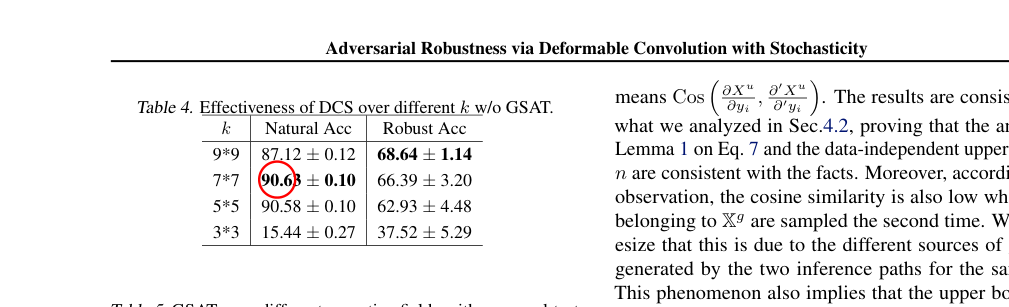 Adversarial Robustness via Deformable Convolution with Stochasticity
Table 4. Effectiveness of DCS over different k w/o GSAT.
k Natural Acc Robust Acc
9*9 87.12 ± 0.12 68.64 ± 1.14
7*7 90.63 ± 0.10 66.39 ± 3.20
5*5 90.58 ± 0.10 62.93 ± 4.48
3*3 15.44 ± 0.27 37.52 ± 5.29
means Cos (∂Xᵘ/∂yᵢ, ∂′Xᵘ/∂′yᵢ). The results are consis
what we analyzed in Sec.4.2, proving that the a
Lemma 1 on Eq. 7 and the data-independent upper
n are consistent with the facts. Moreover, accordi
observation, the cosine similarity is also low wh
belonging to 𝕏ᵍ are sampled the second time. W
esize that this is due to the different sources of
generated by the two inference paths for the sa
This phenomenon also implies that the upper bo